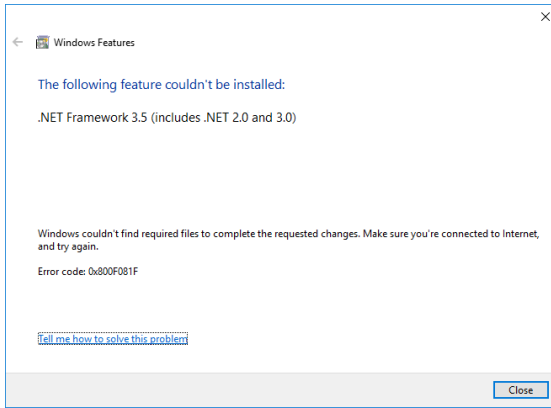 Windows Features
The following feature couldn't be installed:
.NET Framework 3.5 (includes .NET 2.0 and 3.0)
Windows couldn't find required files to complete the requested changes. Make sure you're connected to Internet,
and try again.
Error code: 0x800F081F
Tell me how to solve this problem
Close